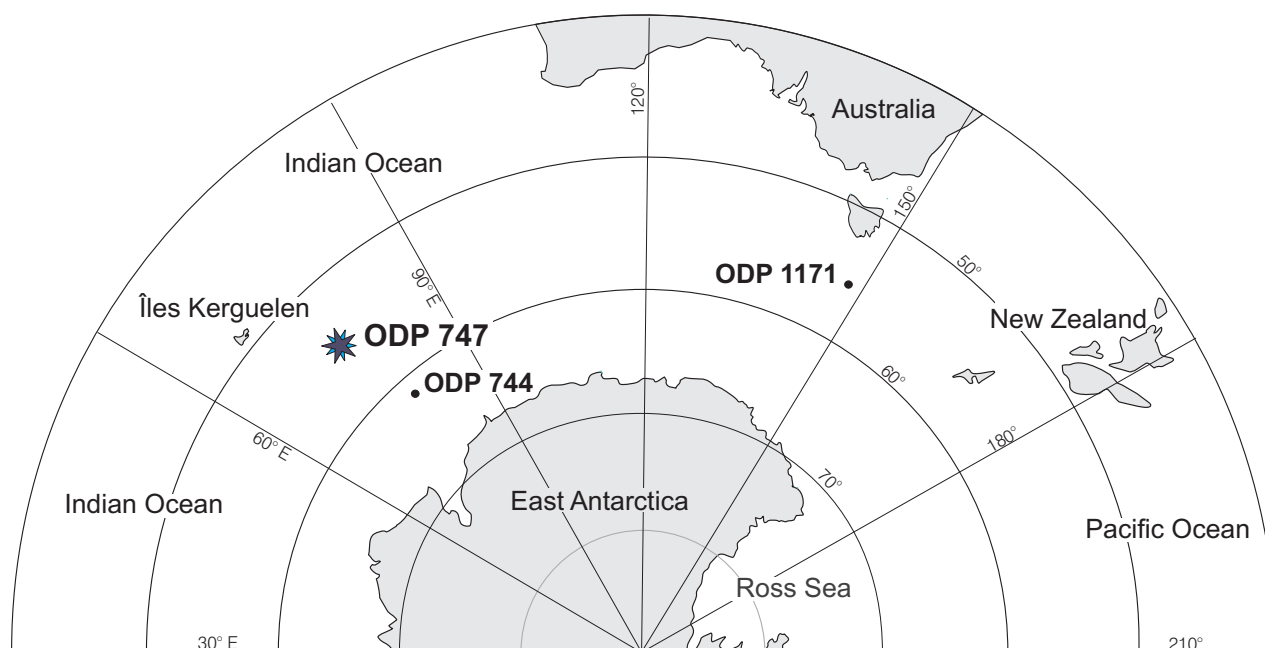 120°
Australia
Indian Ocean
150°
50°
ODP 1171
90° E
Îles Kerguelen
New Zealand
ODP 747
60°
ODP 744
60° E
180°
70°
East Antarctica
Indian Ocean
Pacific Ocean
Ross Sea
30° E
210°